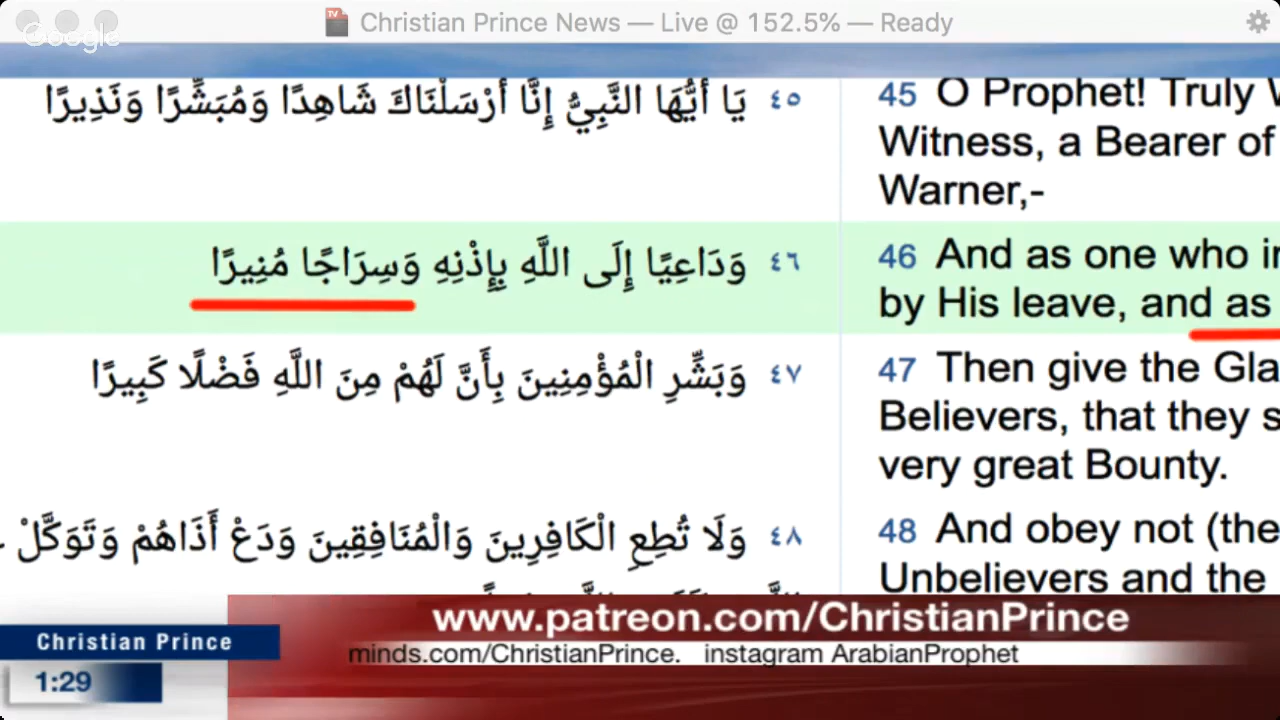 Christian Prince News — Live @ 152.5% — Ready
Google
يَا أَيُّهَا النَّبِيُّ إِنَّا أَرْسَلْنَاكَ شَاهِدًا وَمُبَشِّرًا وَنَذِيرًا ٤٥
45 O Prophet! Truly W
Witness, a Bearer of
Warner,-
وَدَاعِيًا إِلَى اللَّهِ بِإِذْنِهِ وَسِرَاجًا مُنِيرًا ٤٦
46 And as one who in
by His leave, and as
وَبَشِّرِ الْمُؤْمِنِينَ بِأَنَّ لَهُمْ مِنَ اللَّهِ فَضْلًا كَبِيرًا ٤٧
47 Then give the Gla
Believers, that they s
very great Bounty.
وَلَا تُطِعِ الْكَافِرِينَ وَالْمُنَافِقِينَ وَدَعْ أَذَاهُمْ وَتَوَكَّلْ ٤٨
48 And obey not (the
Unbelievers and the
www.patreon.com/ChristianPrince
Christian Prince
minds.com/ChristianPrince. instagram ArabianProphet
1:29